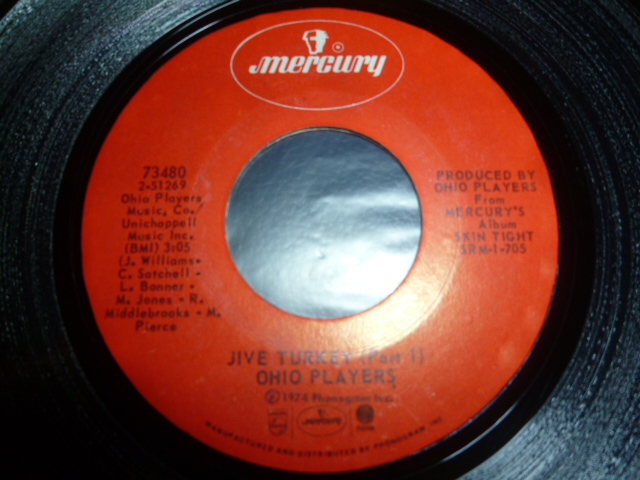 mercury
73480
2-51269
Ohio Players
Music, Co./
Unichappell
Music Inc.
(BMI) 3:05
(J. Williams-
C. Satchell -
L. Bonner -
M. Jones - R.
Middlebrooks - M.
Pierce
PRODUCED BY
OHIO PLAYERS
From
MERCURY'S
Album
SKIN TIGHT
SRM-1-705
JIVE TURKEY (Part 1)
OHIO PLAYERS
Ⓟ 1974 Phonogram Inc.
mercury
MANUFACTURED AND DISTRIBUTED BY PHONOGRAM, INC.